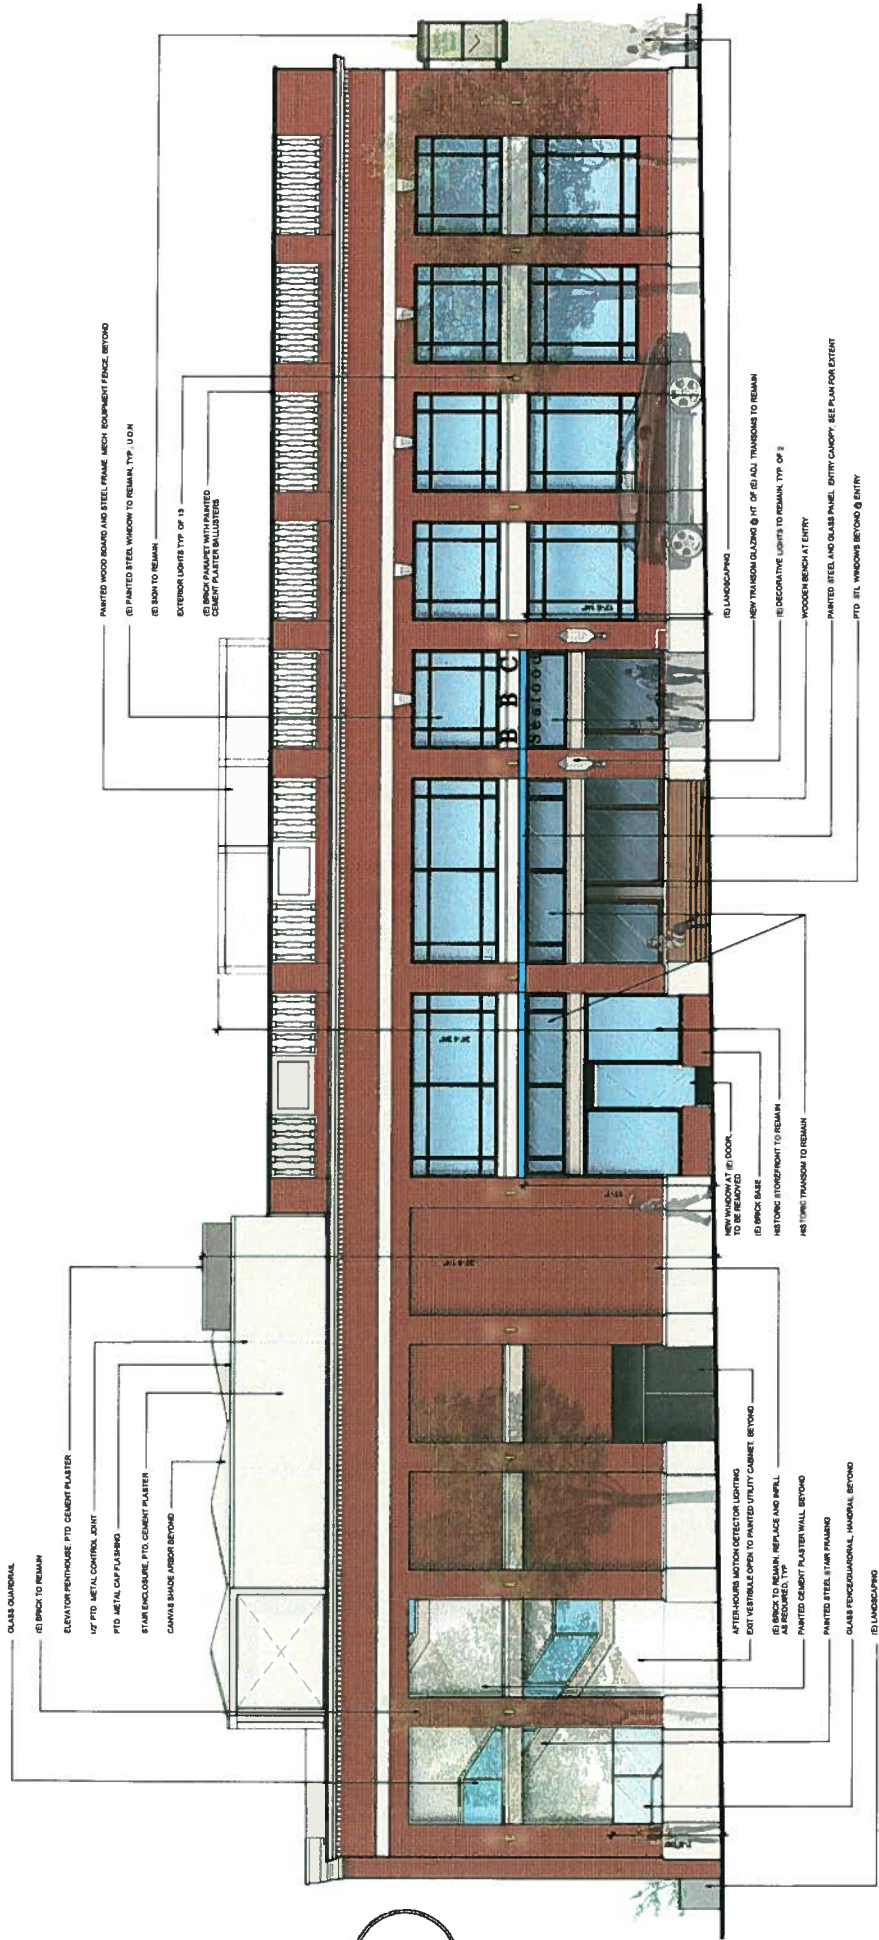 GLASS GUARDRAIL
(E) BRICK TO REMAIN
ELEVATOR PENTHOUSE, PTD CEMENT PLASTER
1/2" PTD METAL CONTROL JOINT
PTD METAL CAP FLASHING
STAIR ENCLOSURE, PTD. CEMENT PLASTER
CANVAS SHADE ARBOR BEYOND
PAINTED WOOD BOARD AND STEEL FRAME MECH EQUIPMENT FENCE, BEYOND
(E) PAINTED STEEL WINDOW TO REMAIN, TYP., U.O.N
(E) SIGN TO REMAIN
EXTERIOR LIGHTS TYP. OF 13
(E) BRICK PARAPET WITH PAINTED
CEMENT PLASTER BALLUSTERS
B B C
Seafood
AFTER-HOURS MOTION DETECTOR LIGHTING
EXIT VESTIBULE OPEN TO PAINTED UTILITY CABINET, BEYOND
(E) BRICK TO REMAIN, REPLACE AND INFILL
AS REQUIRED, TYP
PAINTED CEMENT PLASTER WALL BEYOND
PAINTED STEEL STAIR FRAMING
GLASS FENCE/GUARDRAIL, HANDRAIL BEYOND
(E) LANDSCAPING
NEW WINDOW AT (E) DOOR,
TO BE REMOVED
(E) BRICK BASE
HISTORIC STOREFRONT TO REMAIN
HISTORIC TRANSOM TO REMAIN
(E) LANDSCAPING
NEW TRANSOM GLAZING @ HT OF (E) ADJ. TRANSOMS TO REMAIN
(E) DECORATIVE LIGHTS TO REMAIN, TYP OF 2
WOODEN BENCH AT ENTRY
PAINTED STEEL AND GLASS PANEL ENTRY CANOPY, SEE PLAN FOR EXTENT
PTD STL WINDOWS BEYOND @ ENTRY